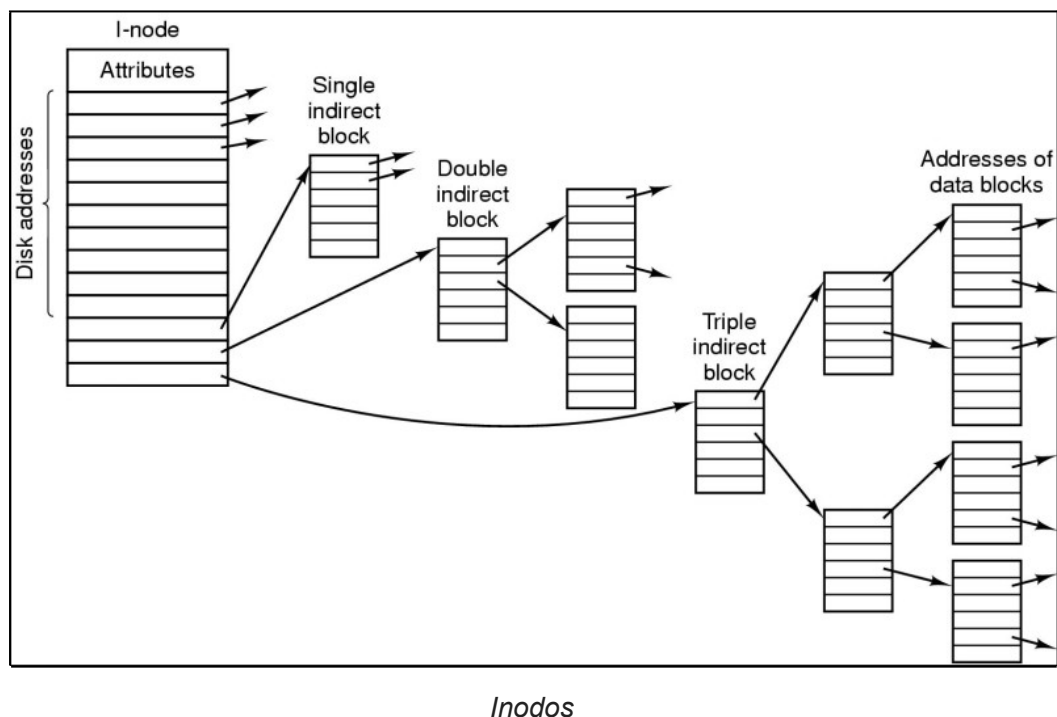 I-node
Attributes
Disk addresses
Single
indirect
block
Double
indirect
block
Triple
indirect
block
Addresses of
data blocks
Inodos